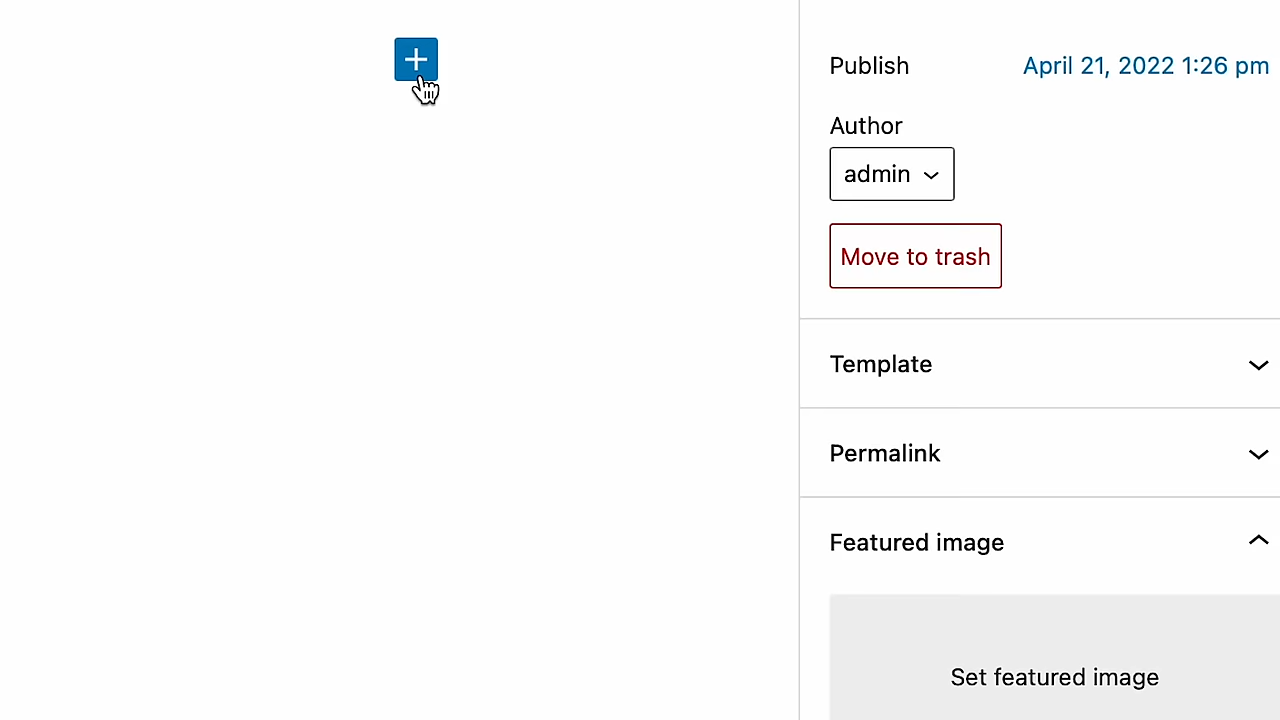 Publish April 21, 2022 1:26 pm
Author
admin
Move to trash
Template
Permalink
Featured image
Set featured image